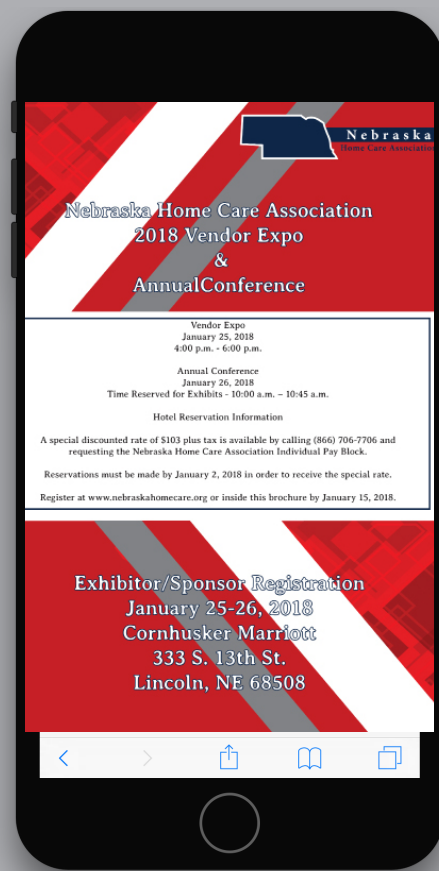 Nebraska
Home Care Association
Nebraska Home Care Association
2018 Vendor Expo
&
AnnualConference
Vendor Expo
January 25, 2018
4:00 p.m. - 6:00 p.m.
Annual Conference
January 26, 2018
Time Reserved for Exhibits - 10:00 a.m. – 10:45 a.m.
Hotel Reservation Information
A special discounted rate of $103 plus tax is available by calling (866) 706-7706 and
requesting the Nebraska Home Care Association Individual Pay Block.
Reservations must be made by January 2, 2018 in order to receive the special rate.
Register at www.nebraskahomecare.org or inside this brochure by January 15, 2018.
Exhibitor/Sponsor Registration
January 25-26, 2018
Cornhusker Marriott
333 S. 13th St.
Lincoln, NE 68508